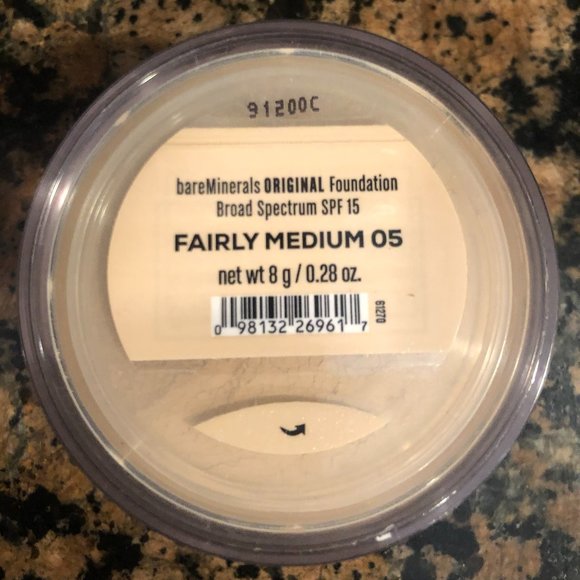 91200C
bareMinerals ORIGINAL Foundation
Broad Spectrum SPF 15
FAIRLY MEDIUM 05
net wt 8 g / 0.28 oz.
0 98132 26961 7
61270